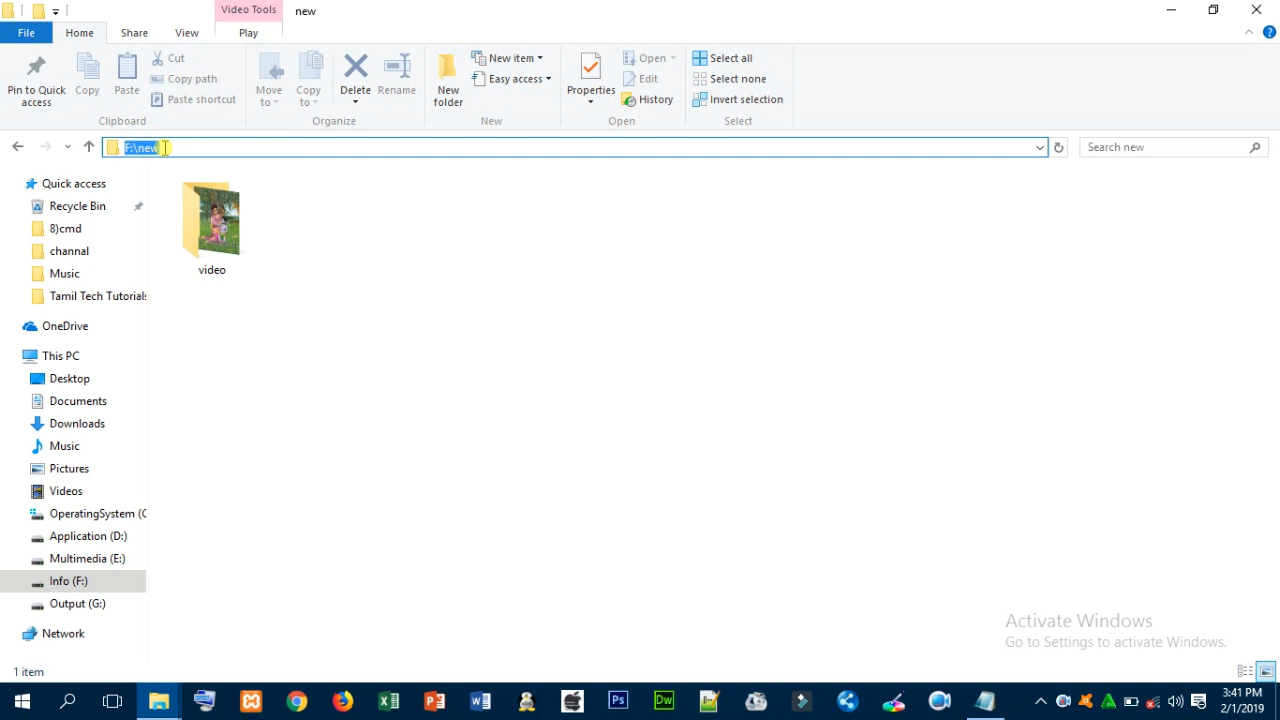 Video Tools
new
File
Home
Share
View
Play
Pin to Quick access
Copy
Paste
Cut
Copy path
Paste shortcut
Clipboard
Move to
Copy to
Delete
Rename
Organize
New folder
New item
Easy access
New
Properties
Open
Edit
History
Open
Select all
Select none
Invert selection
Select
F:\new
Search new
Quick access
Recycle Bin
8)cmd
channal
Music
Tamil Tech Tutorials
OneDrive
This PC
Desktop
Documents
Downloads
Music
Pictures
Videos
OperatingSystem (C
Application (D:)
Multimedia (E:)
Info (F:)
Output (G:)
Network
video
Activate Windows
Go to Settings to activate Windows.
1 item
Ps
Dw
3:41 PM
2/1/2019